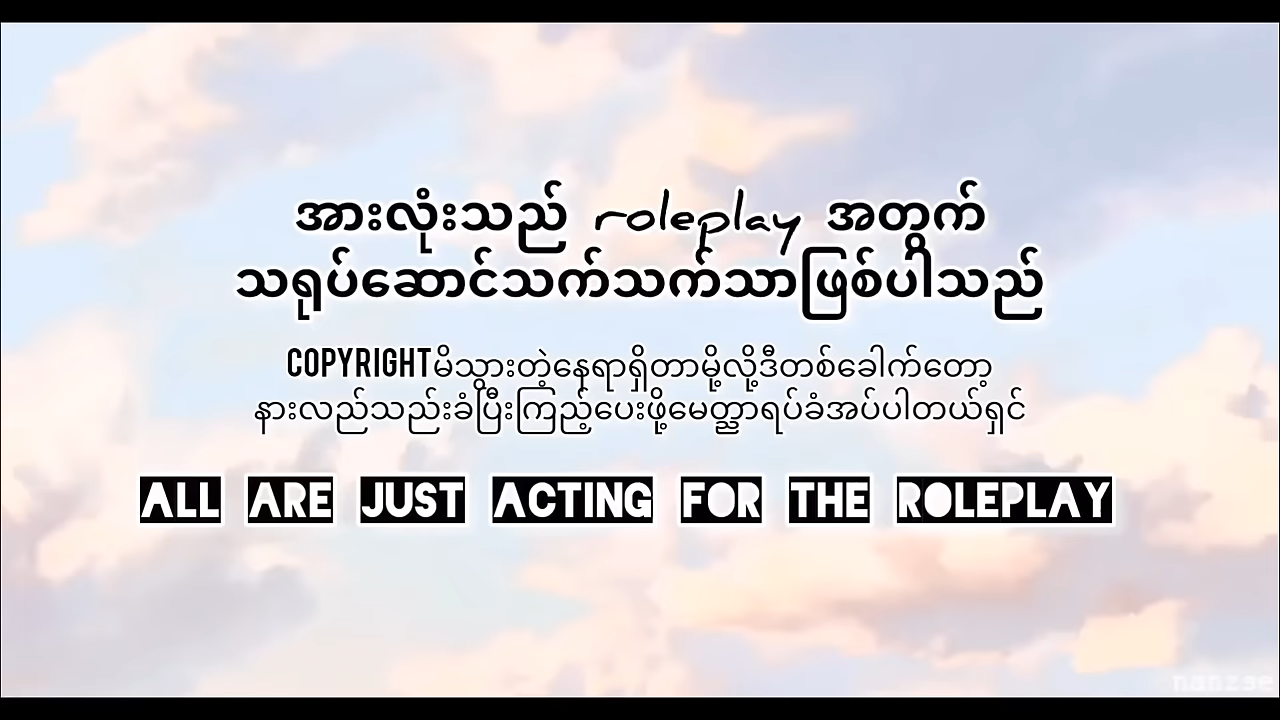 အားလုံးသည် roleplay အတွက်
သရုပ်ဆောင်သက်သက်သာဖြစ်ပါသည်
COPYRIGHTမိသွားတဲ့နေရာရှိတာမို့လို့ဒီတစ်ခေါက်တော့
နားလည်သည်းခံပြီးကြည့်ပေးဖို့မေတ္တာရပ်ခံအပ်ပါတယ်ရှင်
ALL ARE JUST ACTING FOR THE ROLEPLAY